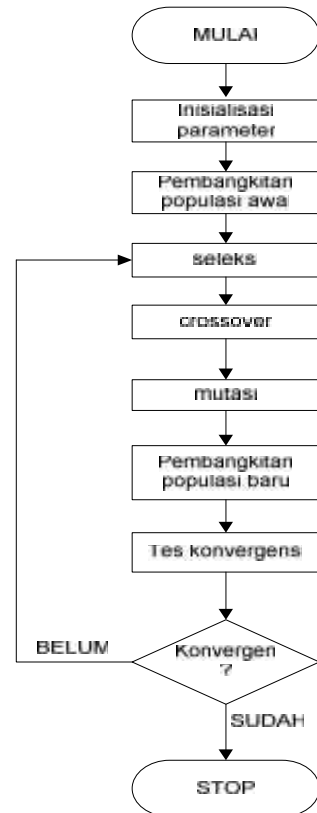 MULAI
Inisialisasi
parameter
Pembangkitan
populasi awa
seleks
crossover
mutasi
Pembangkitan
populasi baru
Tes konvergens
Konvergen
?
BELUM
SUDAH
STOP